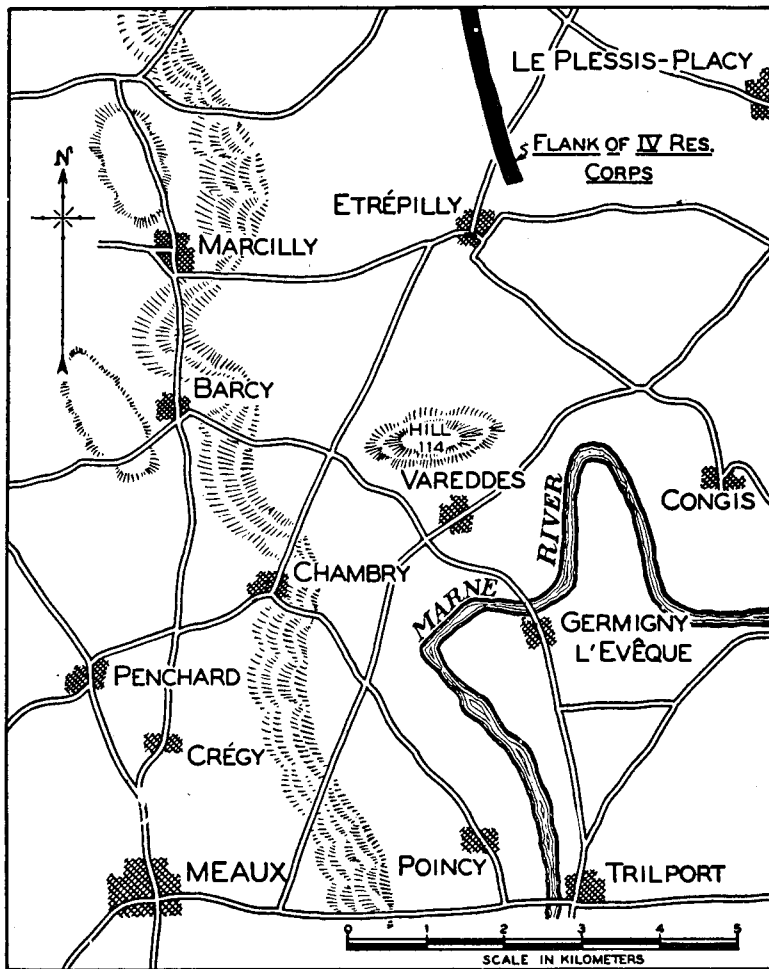 LE PLESSIS-PLACY
FLANK OF IV RES.
CORPS
ETRÉPILLY
N
MARCILLY
BARCY
HILL
114
VAREDDES
CONGIS
RIVER
MARNE
CHAMBRY
GERMIGNY
L'EVÊQUE
PENCHARD
CRÉGY
MEAUX
POINCY
TRILPORT
0 1 2 3 4 5
SCALE IN KILOMETERS